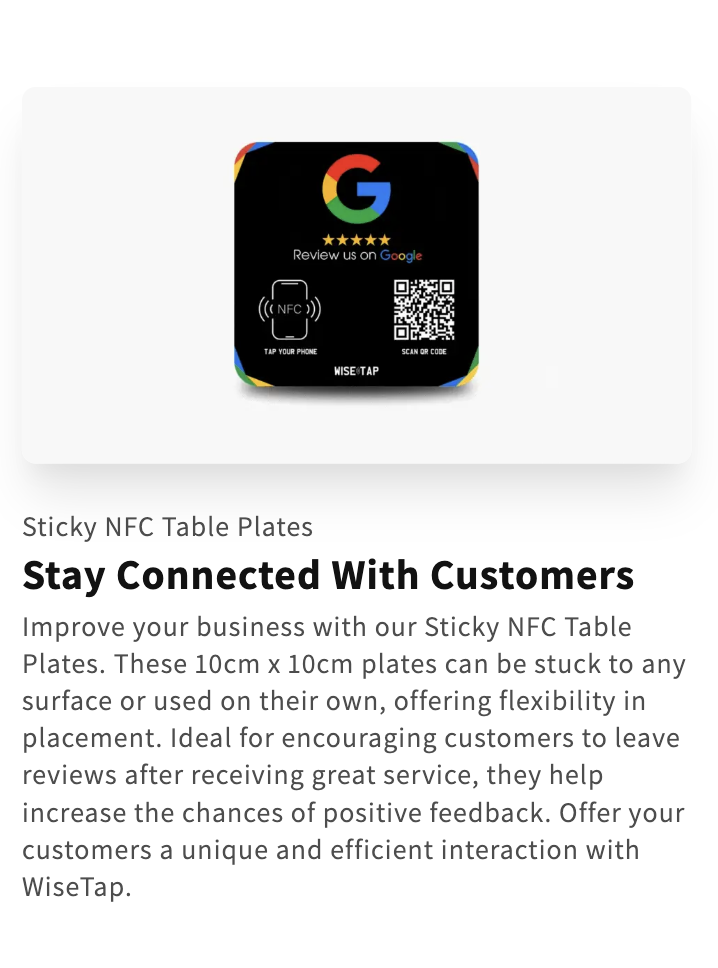 G
Review us on Google
NFC
TAP YOUR PHONE
SCAN QR CODE
WISE TAP
Sticky NFC Table Plates
Stay Connected With Customers
Improve your business with our Sticky NFC Table
Plates. These 10cm x 10cm plates can be stuck to any
surface or used on their own, offering flexibility in
placement. Ideal for encouraging customers to leave
reviews after receiving great service, they help
increase the chances of positive feedback. Offer your
customers a unique and efficient interaction with
WiseTap.